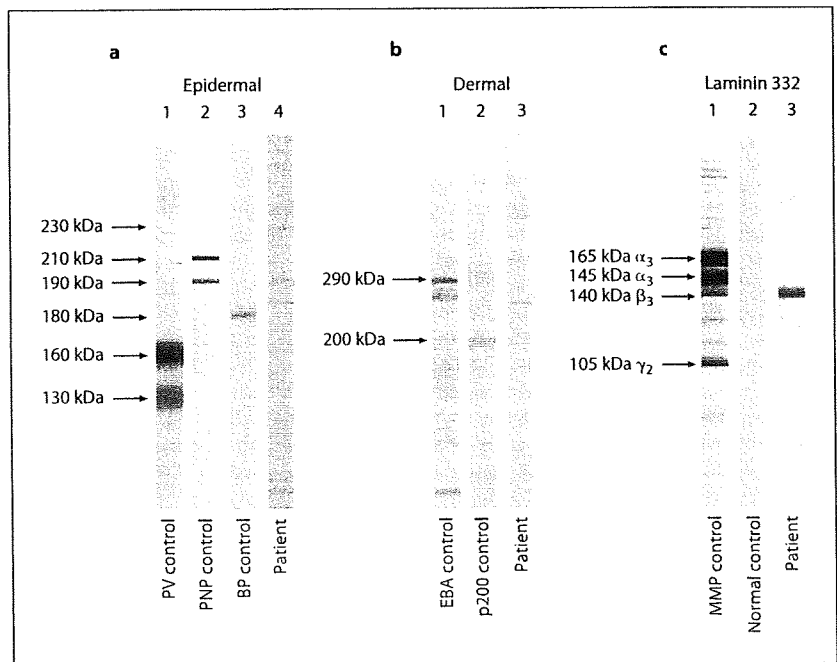 a
Epidermal
1 2 3 4
230 kDa
210 kDa
190 kDa
180 kDa
160 kDa
130 kDa
PV control
PNP control
BP control
Patient
b
Dermal
1 2 3
290 kDa
200 kDa
EBA control
p200 control
Patient
c
Laminin 332
1 2 3
165 kDa α₃
145 kDa α₃
140 kDa β₃
105 kDa γ₂
MMP control
Normal control
Patient